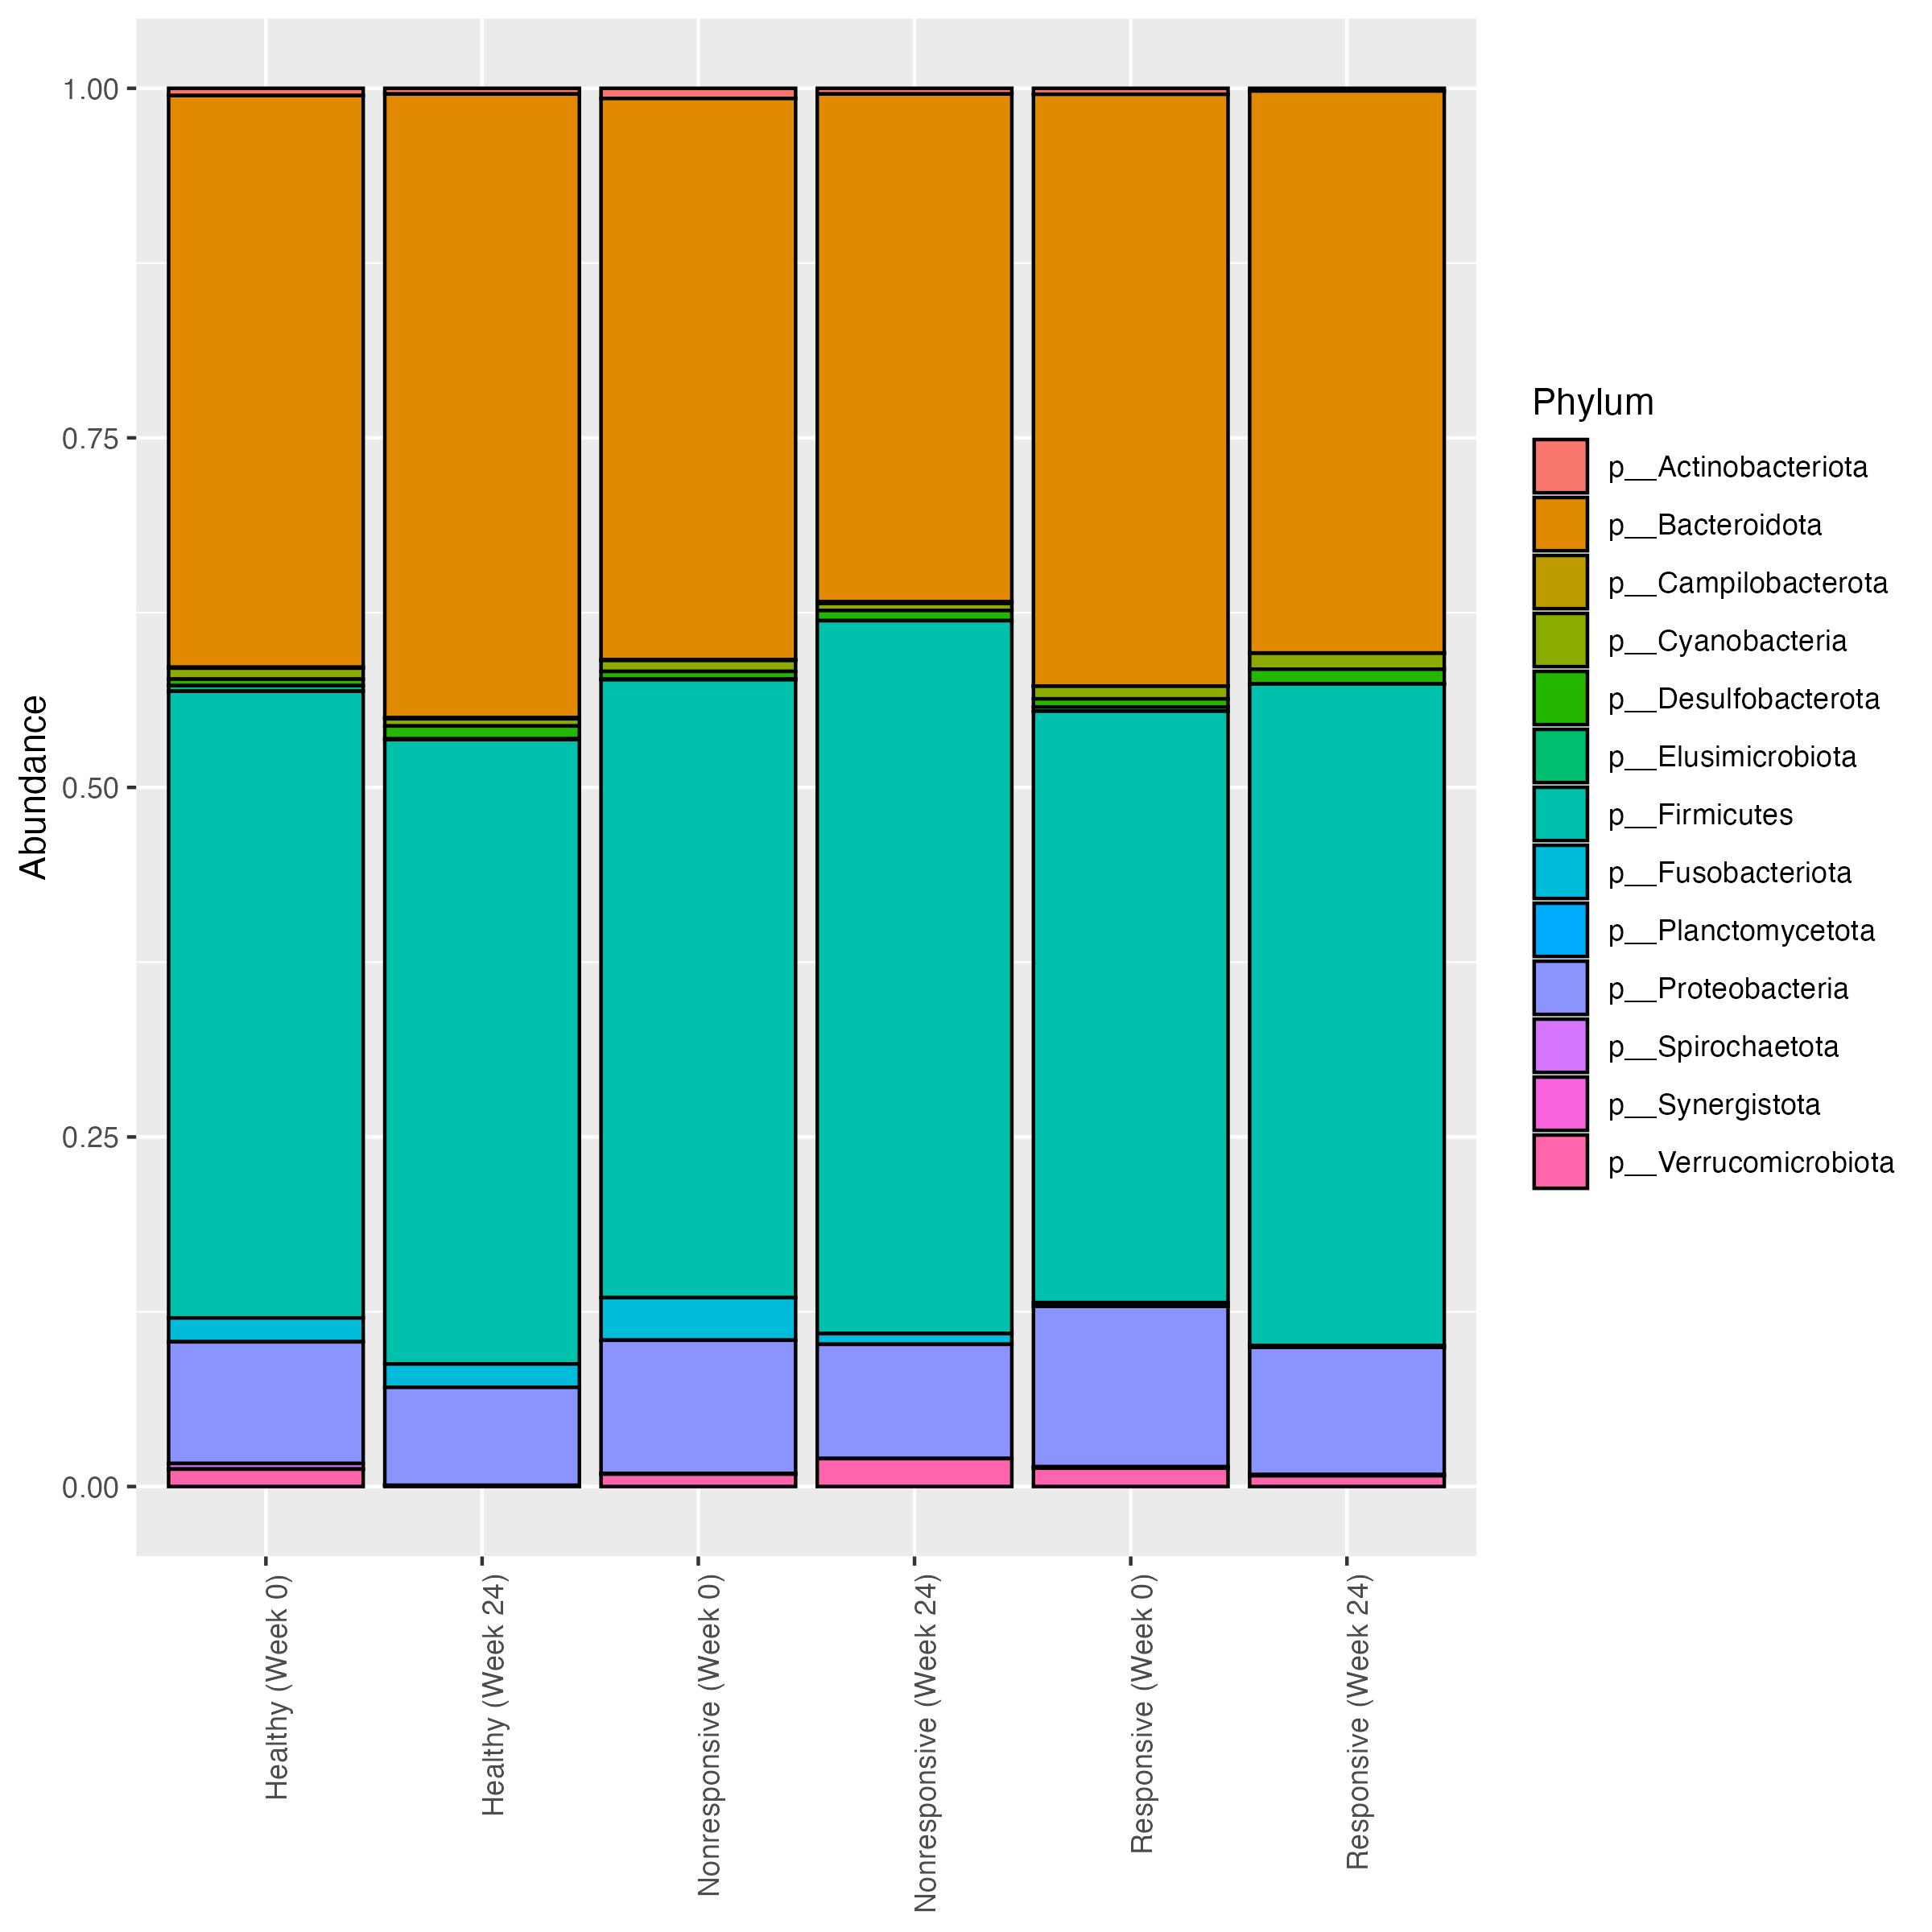 1.00
0.75
0.50
0.25
0.00
Abundance
Healthy (Week 0)
Healthy (Week 24)
Nonresponsive (Week 0)
Nonresponsive (Week 24)
Responsive (Week 0)
Responsive (Week 24)
Phylum
p__Actinobacteriota
p__Bacteroidota
p__Campilobacterota
p__Cyanobacteria
p__Desulfobacterota
p__Elusimicrobiota
p__Firmicutes
p__Fusobacteriota
p__Planctomycetota
p__Proteobacteria
p__Spirochaetota
p__Synergistota
p__Verrucomicrobiota